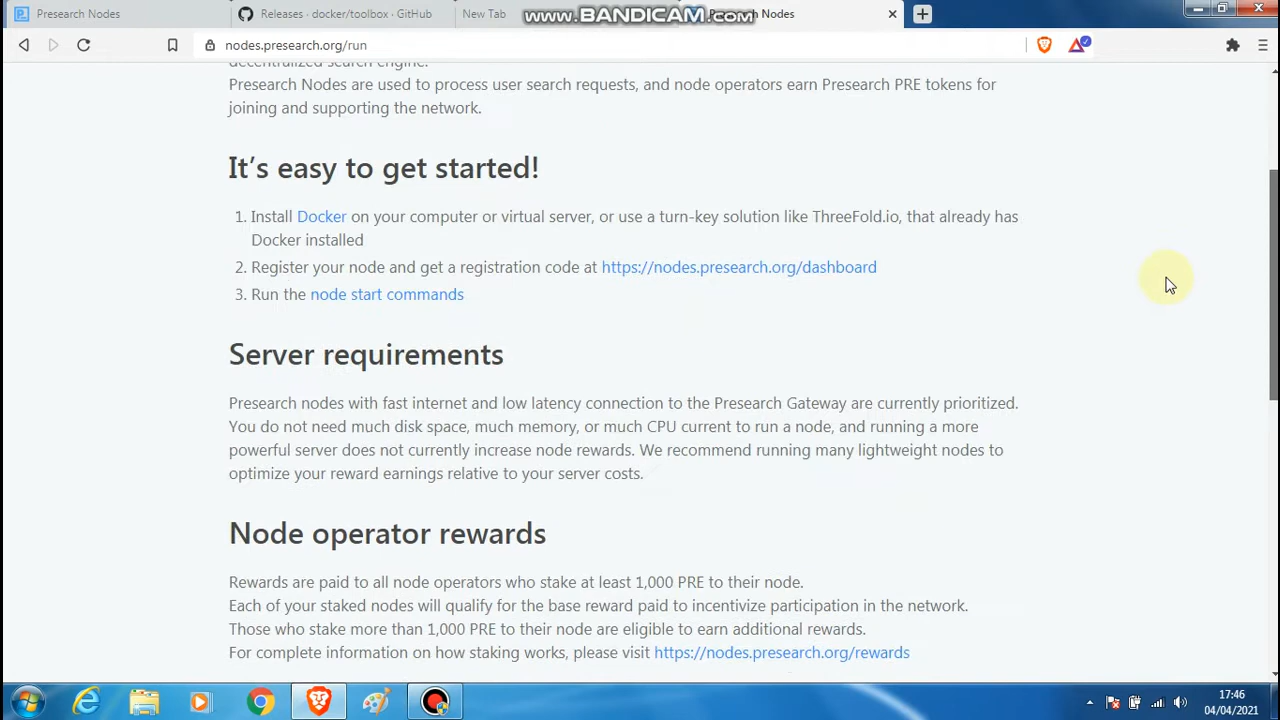 Presearch Nodes
Releases · docker/toolbox · GitHub
New Tab
www.BANDICAM.com
Nodes
nodes.presearch.org/run
decentralized search engine.
Presearch Nodes are used to process user search requests, and node operators earn Presearch PRE tokens for
joining and supporting the network.
It's easy to get started!
1. Install Docker on your computer or virtual server, or use a turn-key solution like ThreeFold.io, that already has
Docker installed
2. Register your node and get a registration code at https://nodes.presearch.org/dashboard
3. Run the node start commands
Server requirements
Presearch nodes with fast internet and low latency connection to the Presearch Gateway are currently prioritized.
You do not need much disk space, much memory, or much CPU current to run a node, and running a more
powerful server does not currently increase node rewards. We recommend running many lightweight nodes to
optimize your reward earnings relative to your server costs.
Node operator rewards
Rewards are paid to all node operators who stake at least 1,000 PRE to their node.
Each of your staked nodes will qualify for the base reward paid to incentivize participation in the network.
Those who stake more than 1,000 PRE to their node are eligible to earn additional rewards.
For complete information on how staking works, please visit https://nodes.presearch.org/rewards
17:46
04/04/2021